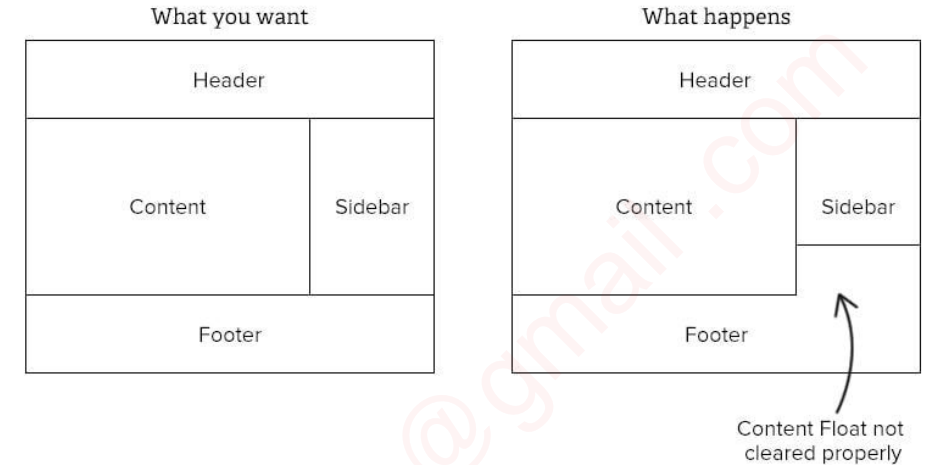 What you want
What happens
Header
Header
Content
Sidebar
Content
Sidebar
Footer
Footer
Content Float not
cleared properly
@gmail.com